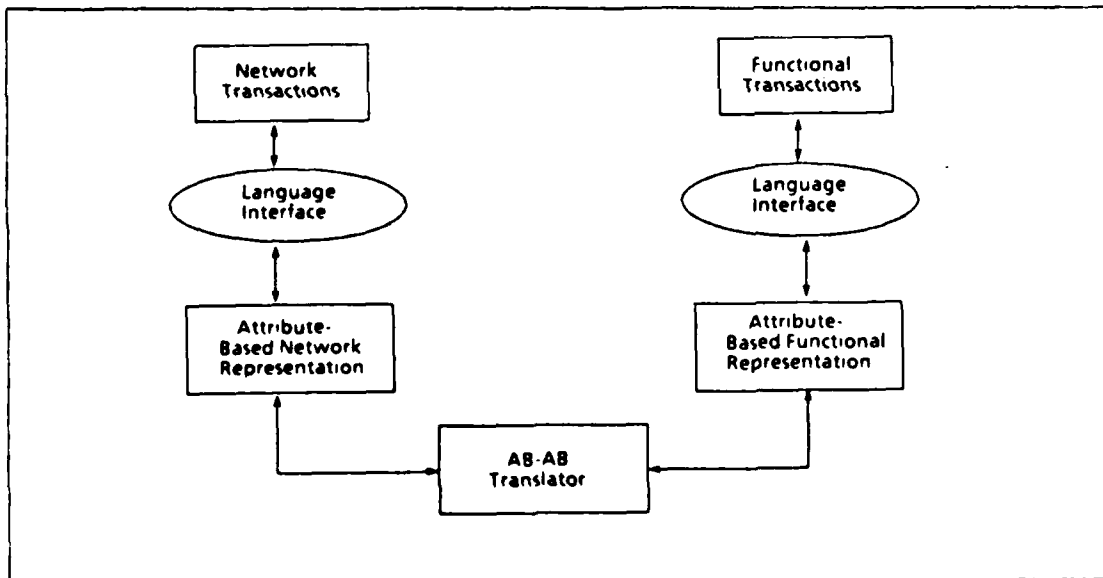 Network
Transactions
Functional
Transactions
Language
Interface
Language
Interface
Attribute-
Based Network
Representation
Attribute-
Based Functional
Representation
AB-AB
Translator